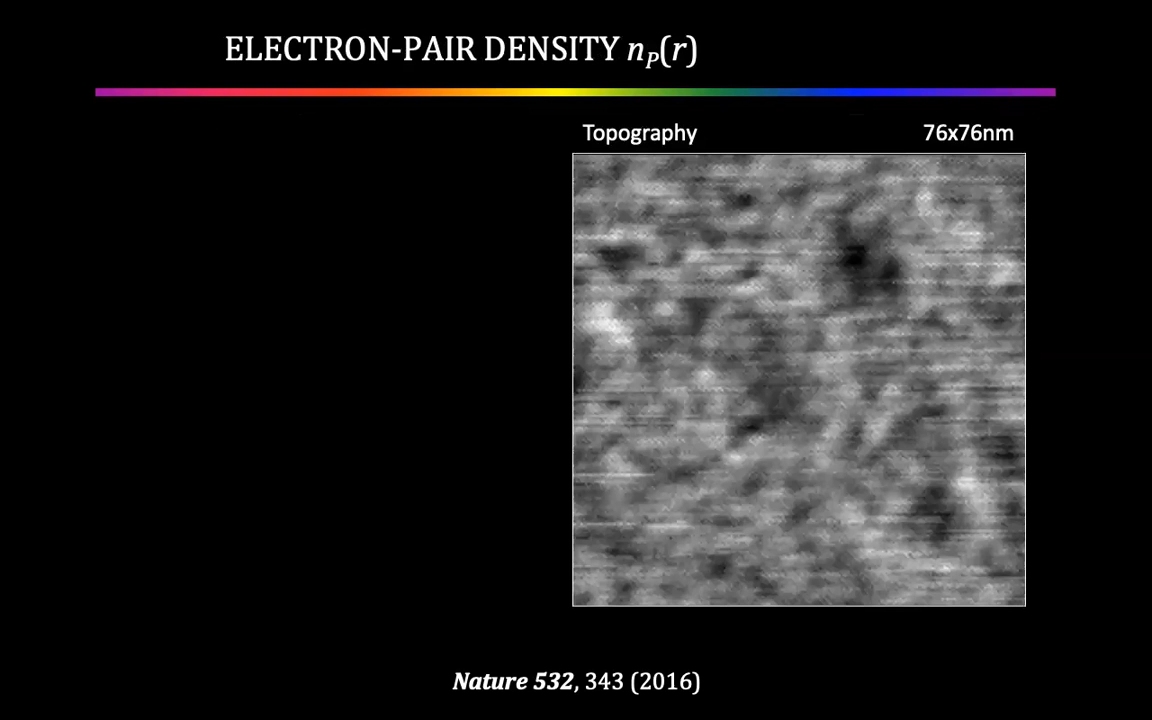 ELECTRON-PAIR DENSITY nP(r)
Topography 76x76nm
Nature 532, 343 (2016)